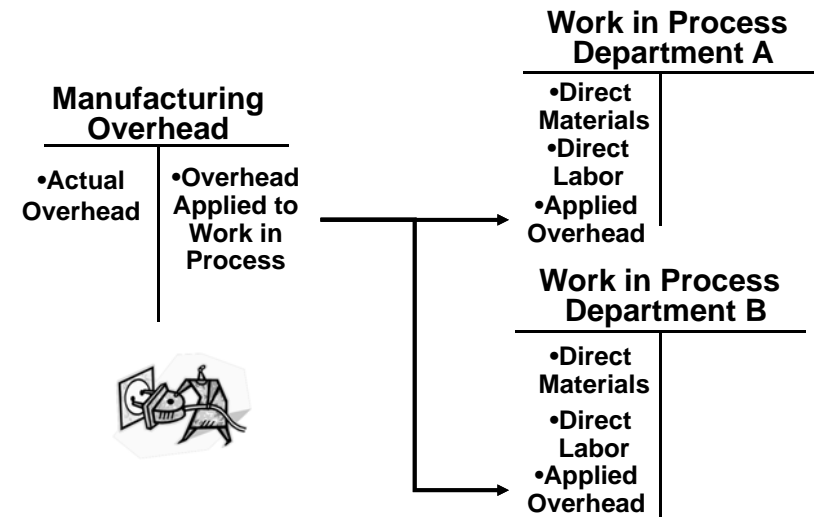 Manufacturing
Overhead
•Actual
Overhead
•Overhead
Applied to
Work in
Process
Work in Process
Department A
•Direct
Materials
•Direct
Labor
•Applied
Overhead
Work in Process
Department B
•Direct
Materials
•Direct
Labor
•Applied
Overhead